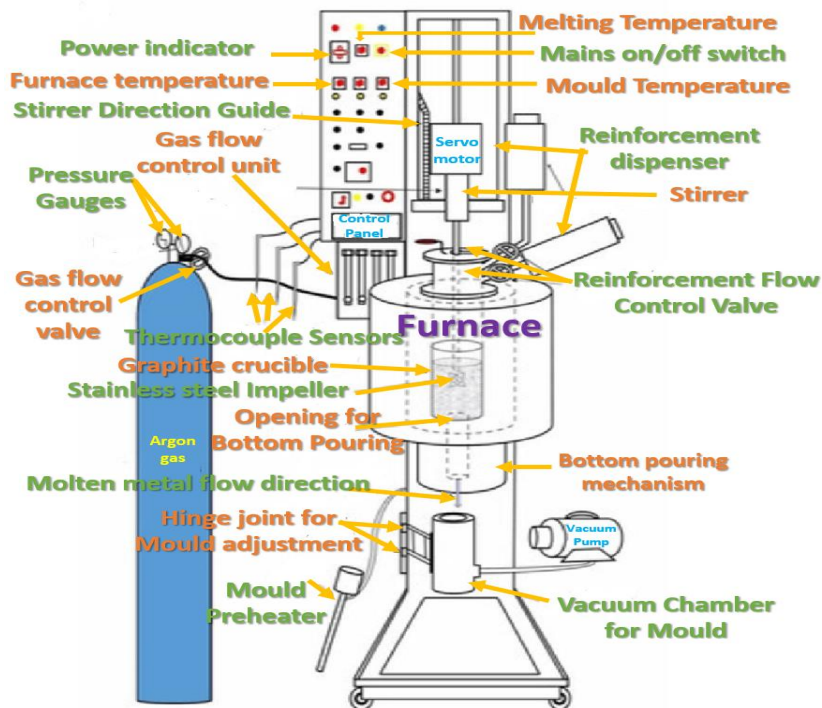 Melting Temperature
Power indicator
Mains on/off switch
Furnace temperature
Mould Temperature
Stirrer Direction Guide
Gas flow
control unit
Servo
motor
Reinforcement
dispenser
Pressure
Gauges
Stirrer
Control
Panel
Gas flow
control
valve
Reinforcement Flow
Control Valve
Furnace
Thermocouple Sensors
Graphite crucible
Stainless steel Impeller
Opening for
Bottom Pouring
Argon
gas
Bottom pouring
mechanism
Molten metal flow direction
Hinge joint for
Mould adjustment
Vacuum
Pump
Mould
Preheater
Vacuum Chamber
for Mould